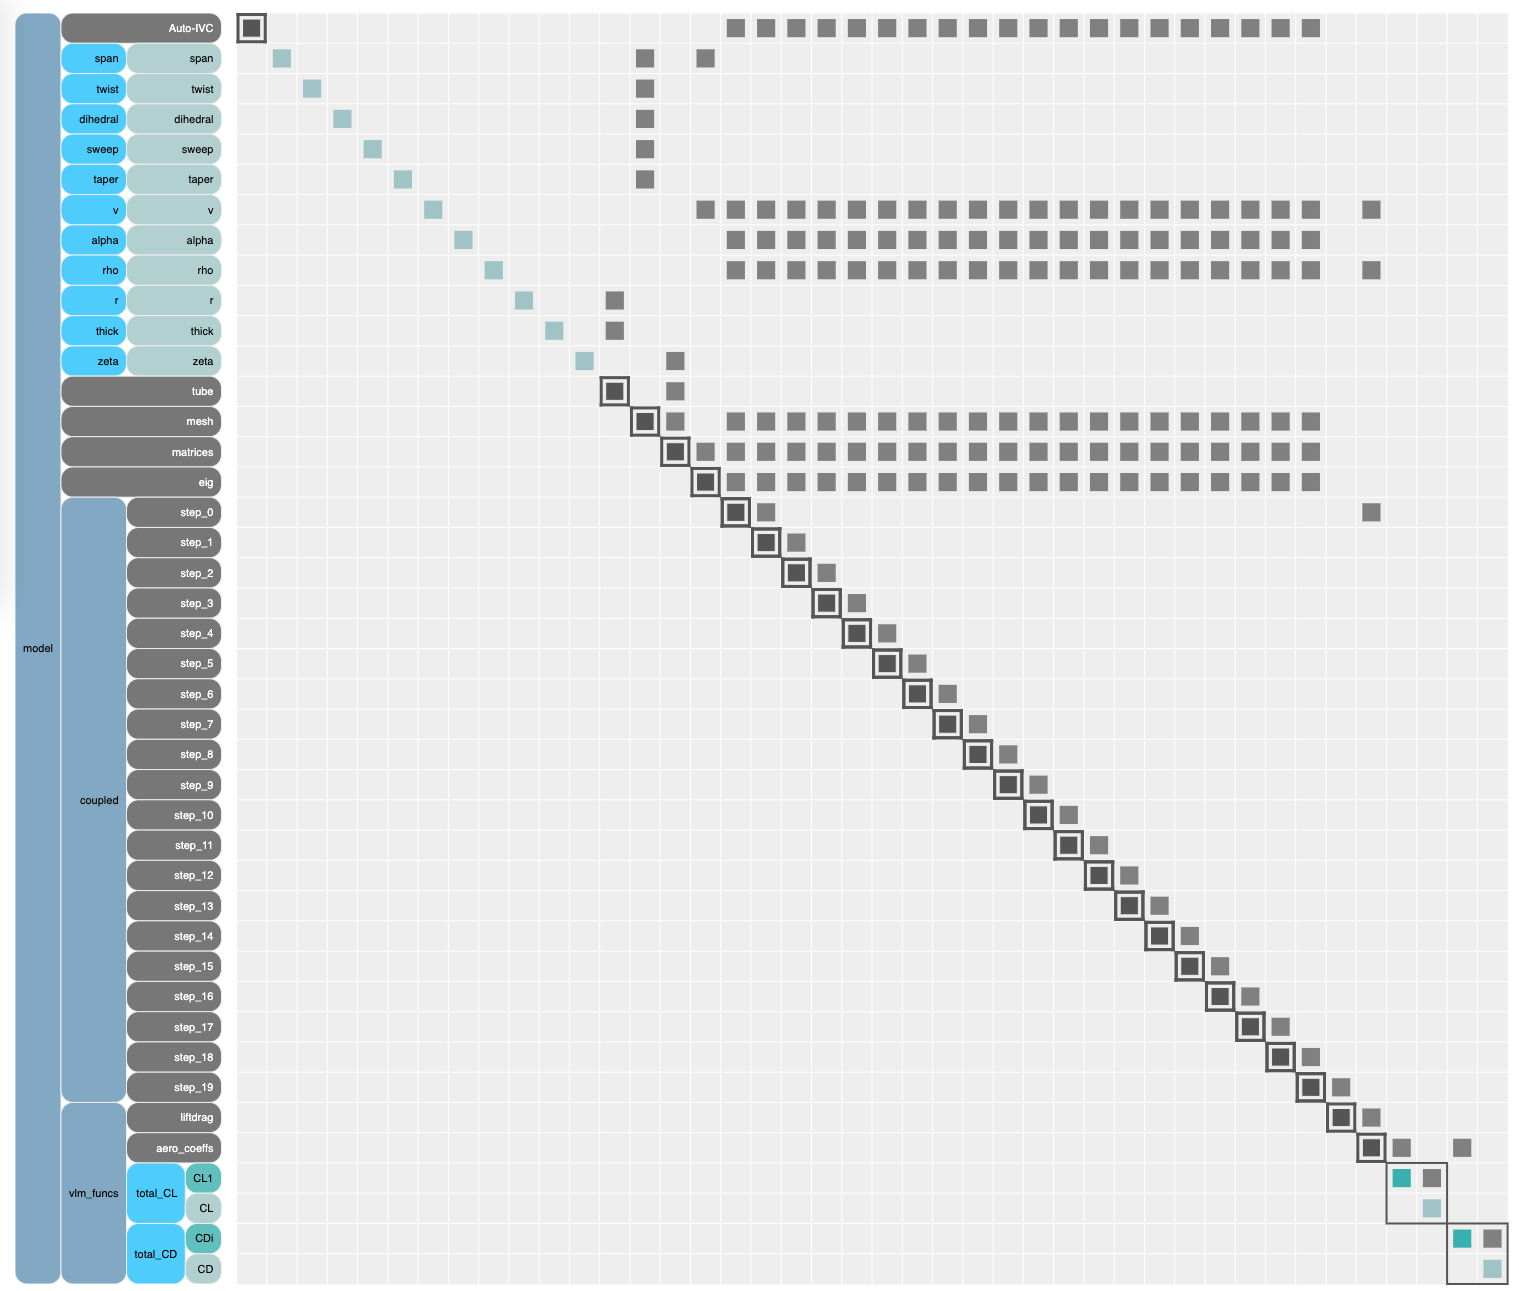 Auto-IVC
span span
twist twist
dihedral dihedral
sweep sweep
taper taper
v v
alpha alpha
rho rho
r r
thick thick
zeta zeta
tube
mesh
matrices
eig
step_0
step_1
step_2
step_3
step_4
model
step_5
step_6
step_7
step_8
step_9
coupled
step_10
step_11
step_12
step_13
step_14
step_15
step_16
step_17
step_18
step_19
liftdrag
aero_coeffs
CL1
vlm_funcs total_CL
CL
CDi
total_CD
CD